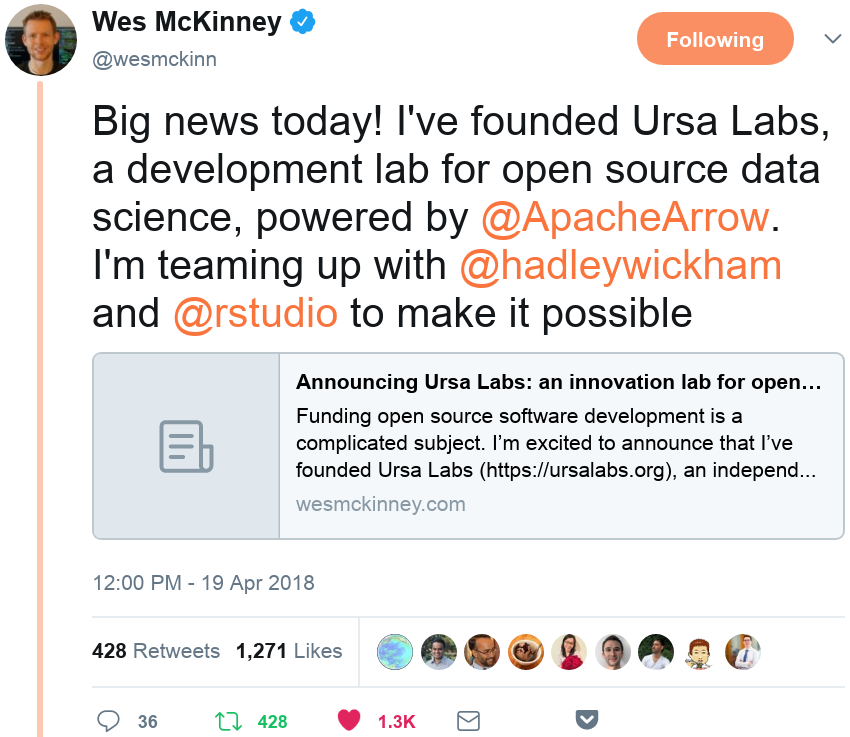 Wes McKinney
@wesmckinn
Following
Big news today! I've founded Ursa Labs,
a development lab for open source data
science, powered by @ApacheArrow.
I'm teaming up with @hadleywickham
and @rstudio to make it possible
Announcing Ursa Labs: an innovation lab for open...
Funding open source software development is a
complicated subject. I’m excited to announce that I’ve
founded Ursa Labs (https://ursalabs.org), an independ...
wesmckinney.com
12:00 PM - 19 Apr 2018
428 Retweets 1,271 Likes
36 428 1.3K